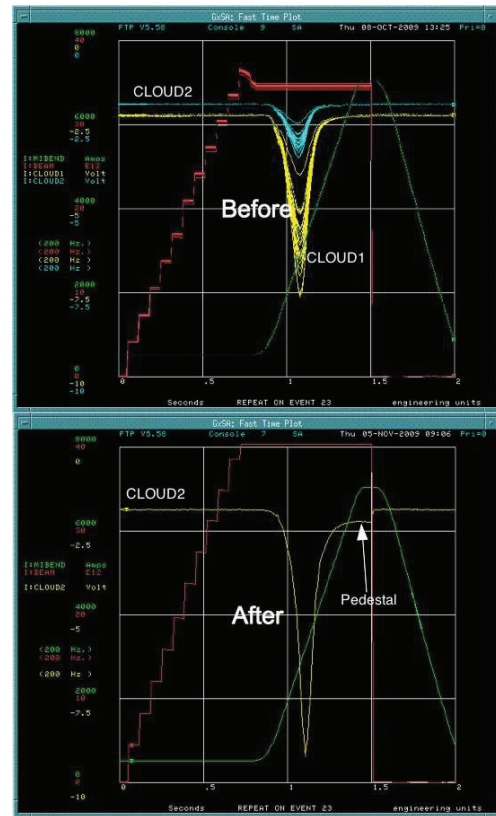 GxSA: Fast Time Plot
FTP V5.58 Console 9 SA Thu 08-OCT-2009 13:25 Pri=0
8000
40
0
0
CLOUD2
6000
30
-2.5
-2.5
I:MIBEND Amps
I:BEAM E12
I:CLOUD1 Volt
I:CLOUD2 Volt
4000
20
-5
-5
Before
CLOUD1
(200 Hz.)
(200 Hz.)
(200 Hz.)
(200 Hz.)
2000
10
-7.5
-7.5
0
0
-10
-10
0 .5 1 1.5 2
Seconds REPEAT ON EVENT 23 engineering units
GxSA: Fast Time Plot
FTP V5.58 Console 7 SA Thu 05-NOV-2009 09:06 Pri=0
8000
40
0
CLOUD2
6000
30
-2.5
I:MIBEND Amps
I:BEAM E12
I:CLOUD2 Volt
Pedestal
4000
20
-5
After
(200 Hz.)
(200 Hz.)
(200 Hz.)
2000
10
-7.5
0
0
-10
0 .5 1 1.5 2
Seconds REPEAT ON EVENT 23 engineering units